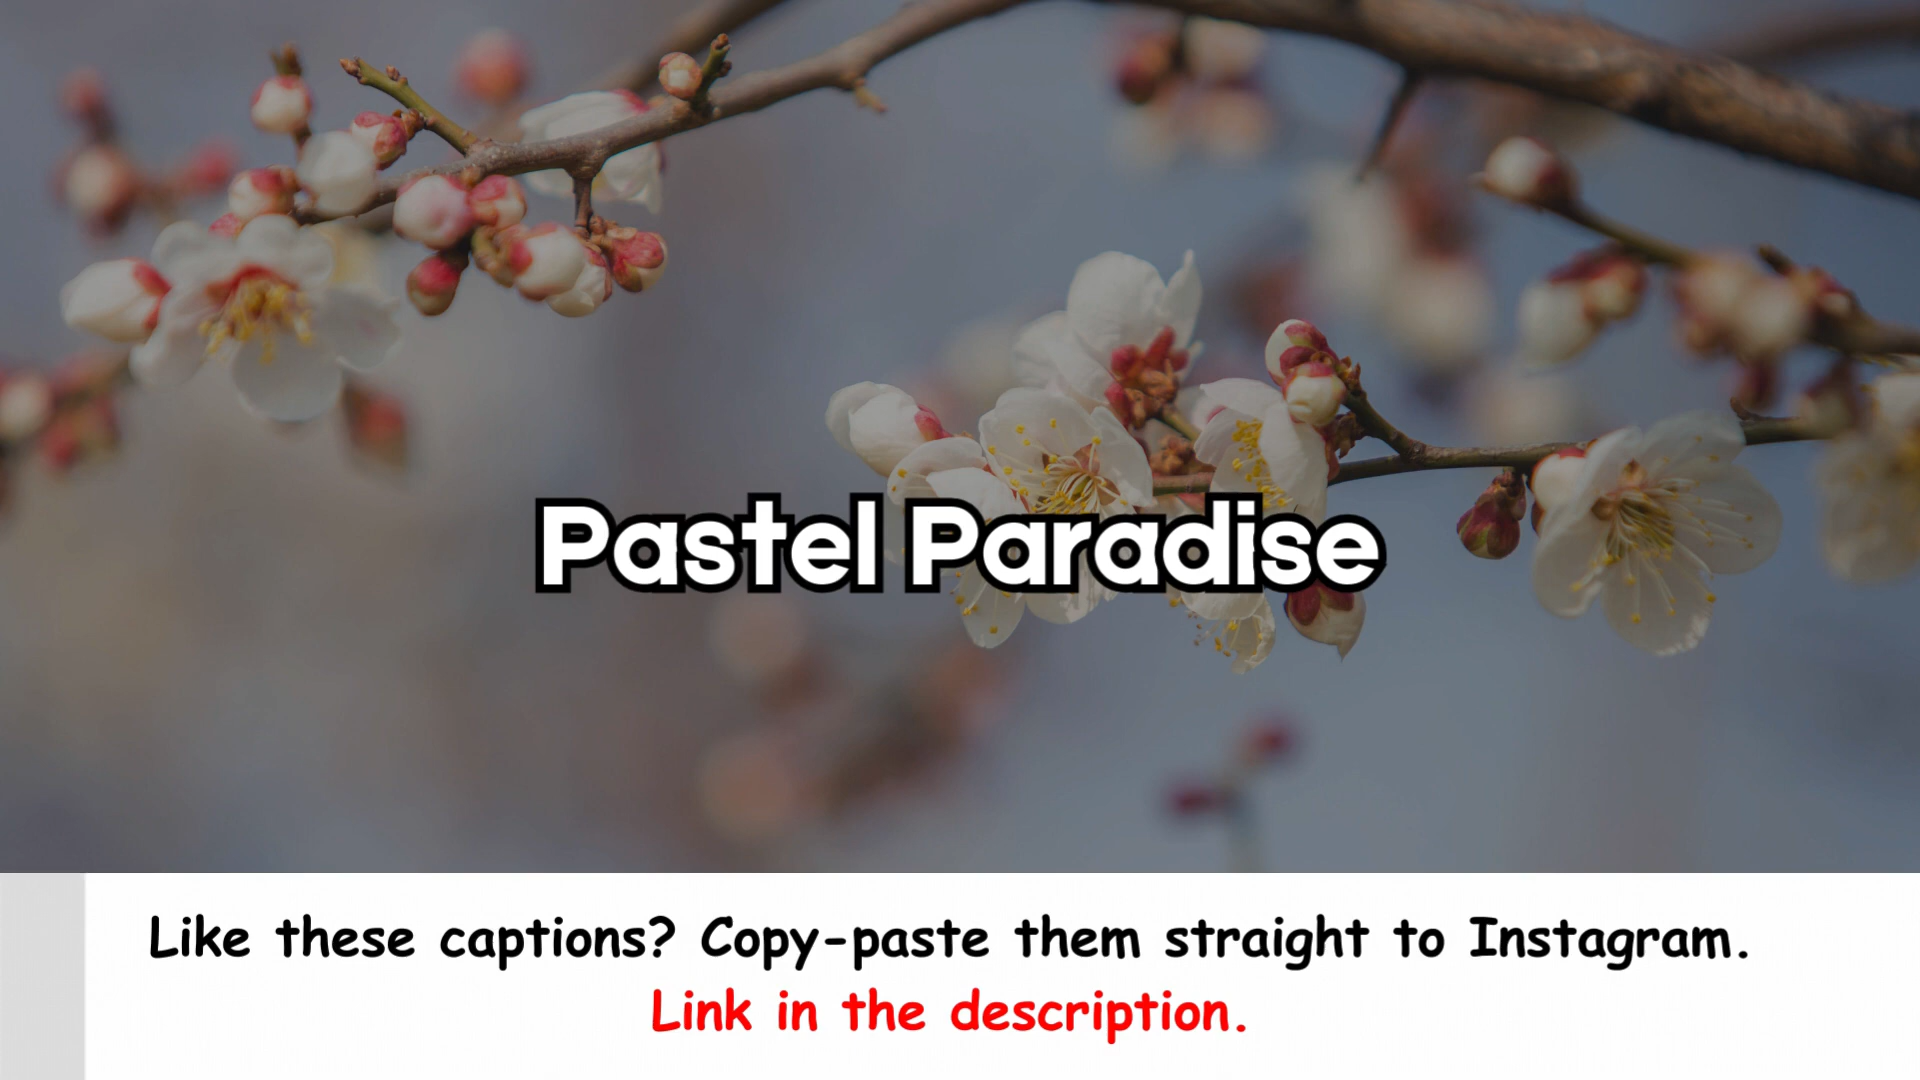 Pastel Paradise
Like these captions? Copy-paste them straight to Instagram.
Link in the description.